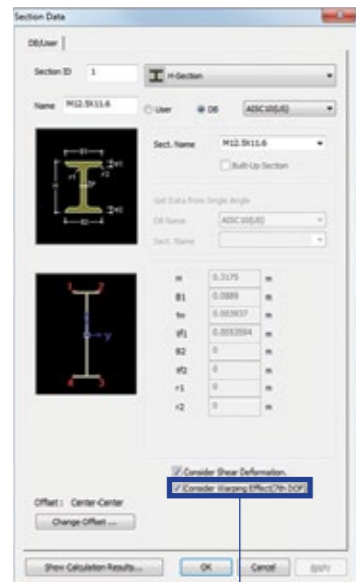 Section Data
DB/User
Section ID 1 H-Section
Name M12.5X11.6 User DB AISC10(US)
Sect. Name M12.5X11.6
Built-Up Section
Get Data from Single Angle
DB Name AISC10(US)
Sect. Name
H 0.3175 m
B1 0.0889 m
tw 0.003937 m
tf1 m
B2 0 m
tf2 0 m
r1 0 m
r2 0 m
Consider Shear Deformation.
Consider Warping Effect(7th DOF)
Offset : Center-Center
Change Offset ...
Show Calculation Results... OK Cancel Apply